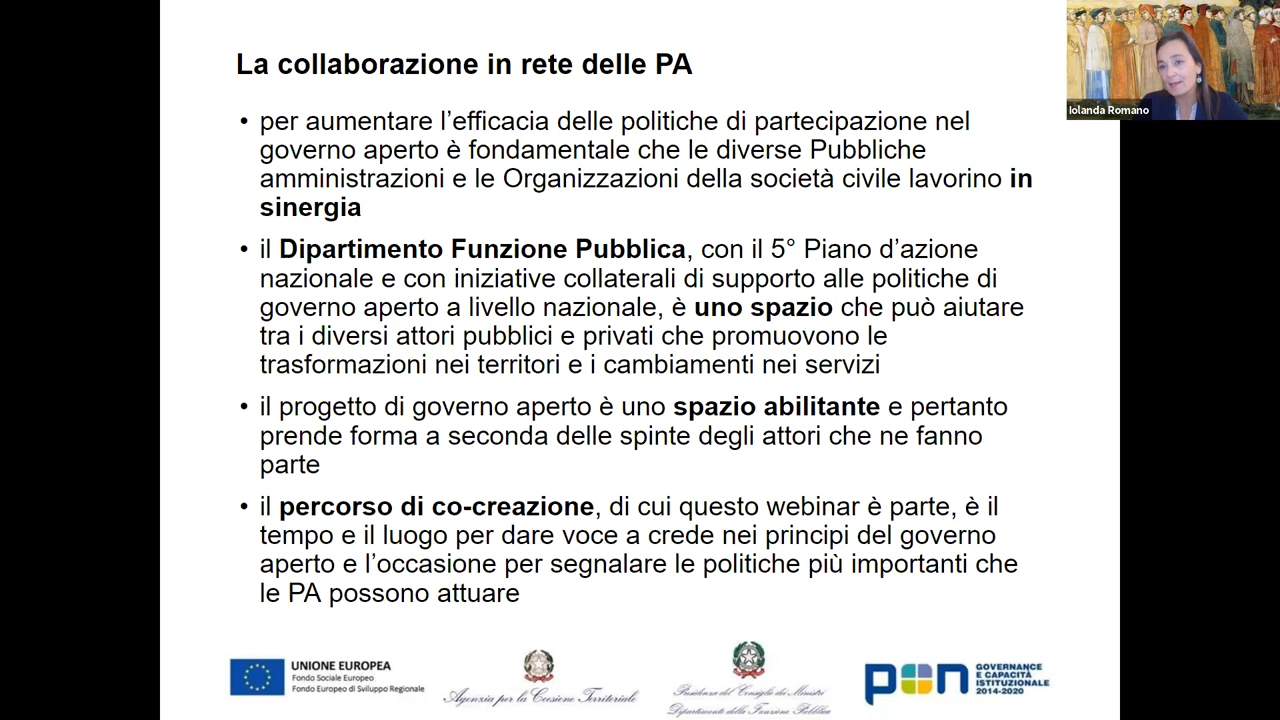 La collaborazione in rete delle PA
Iolanda Romano
• per aumentare l’efficacia delle politiche di partecipazione nel
governo aperto è fondamentale che le diverse Pubbliche
amministrazioni e le Organizzazioni della società civile lavorino in
sinergia
• il Dipartimento Funzione Pubblica, con il 5° Piano d’azione
nazionale e con iniziative collaterali di supporto alle politiche di
governo aperto a livello nazionale, è uno spazio che può aiutare
tra i diversi attori pubblici e privati che promuovono le
trasformazioni nei territori e i cambiamenti nei servizi
• il progetto di governo aperto è uno spazio abilitante e pertanto
prende forma a seconda delle spinte degli attori che ne fanno
parte
• il percorso di co-creazione, di cui questo webinar è parte, è il
tempo e il luogo per dare voce a crede nei principi del governo
aperto e l’occasione per segnalare le politiche più importanti che
le PA possono attuare
UNIONE EUROPEA
Fondo Sociale Europeo
Fondo Europeo di Sviluppo Regionale
Agenzia per la Coesione Territoriale
Presidenza del Consiglio dei Ministri
Dipartimento della Funzione Pubblica
pon
GOVERNANCE
E CAPACITÀ
ISTITUZIONALE
2014-2020